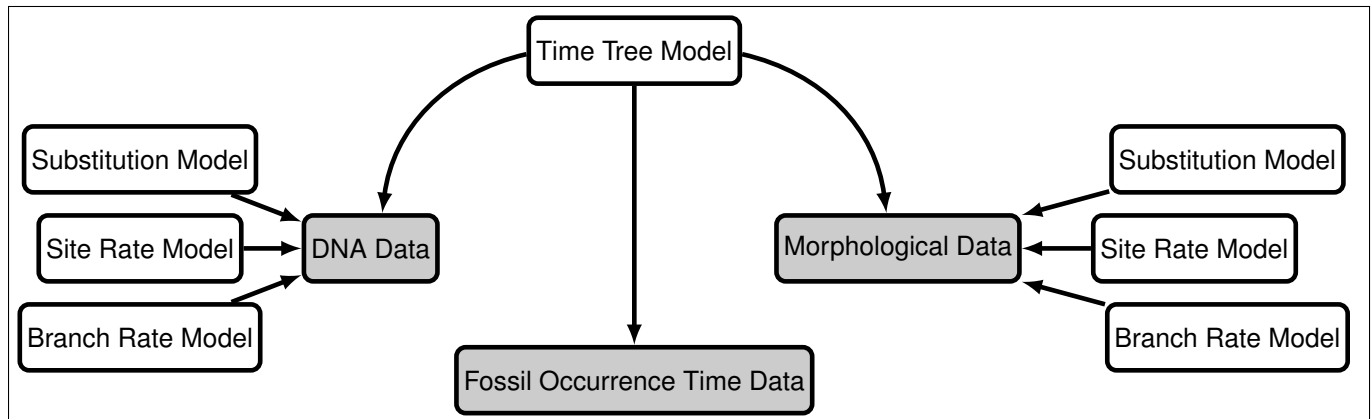 Time Tree Model
Substitution Model
Site Rate Model
Branch Rate Model
DNA Data
Fossil Occurrence Time Data
Morphological Data
Substitution Model
Site Rate Model
Branch Rate Model